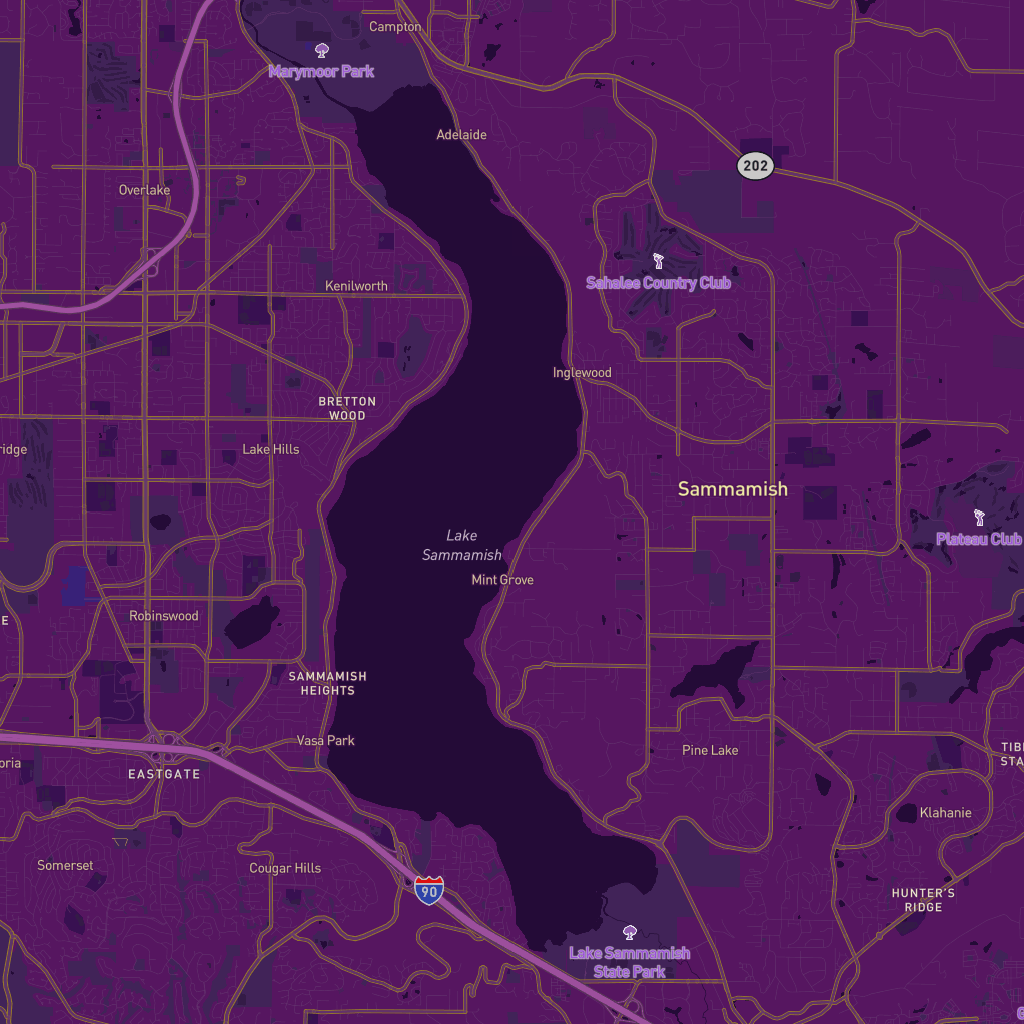 Campton
Marymoor Park
Adelaide
202
Overlake
Sahalee Country Club
Kenilworth
Inglewood
BRETTON
WOOD
Lake Hills
Sammamish
Plateau Club
Lake
Sammamish
Mint Grove
Robinswood
SAMMAMISH
HEIGHTS
Vasa Park
Pine Lake
EASTGATE
Klahanie
Somerset
Cougar Hills
90
HUNTER'S
RIDGE
Lake Sammamish
State Park